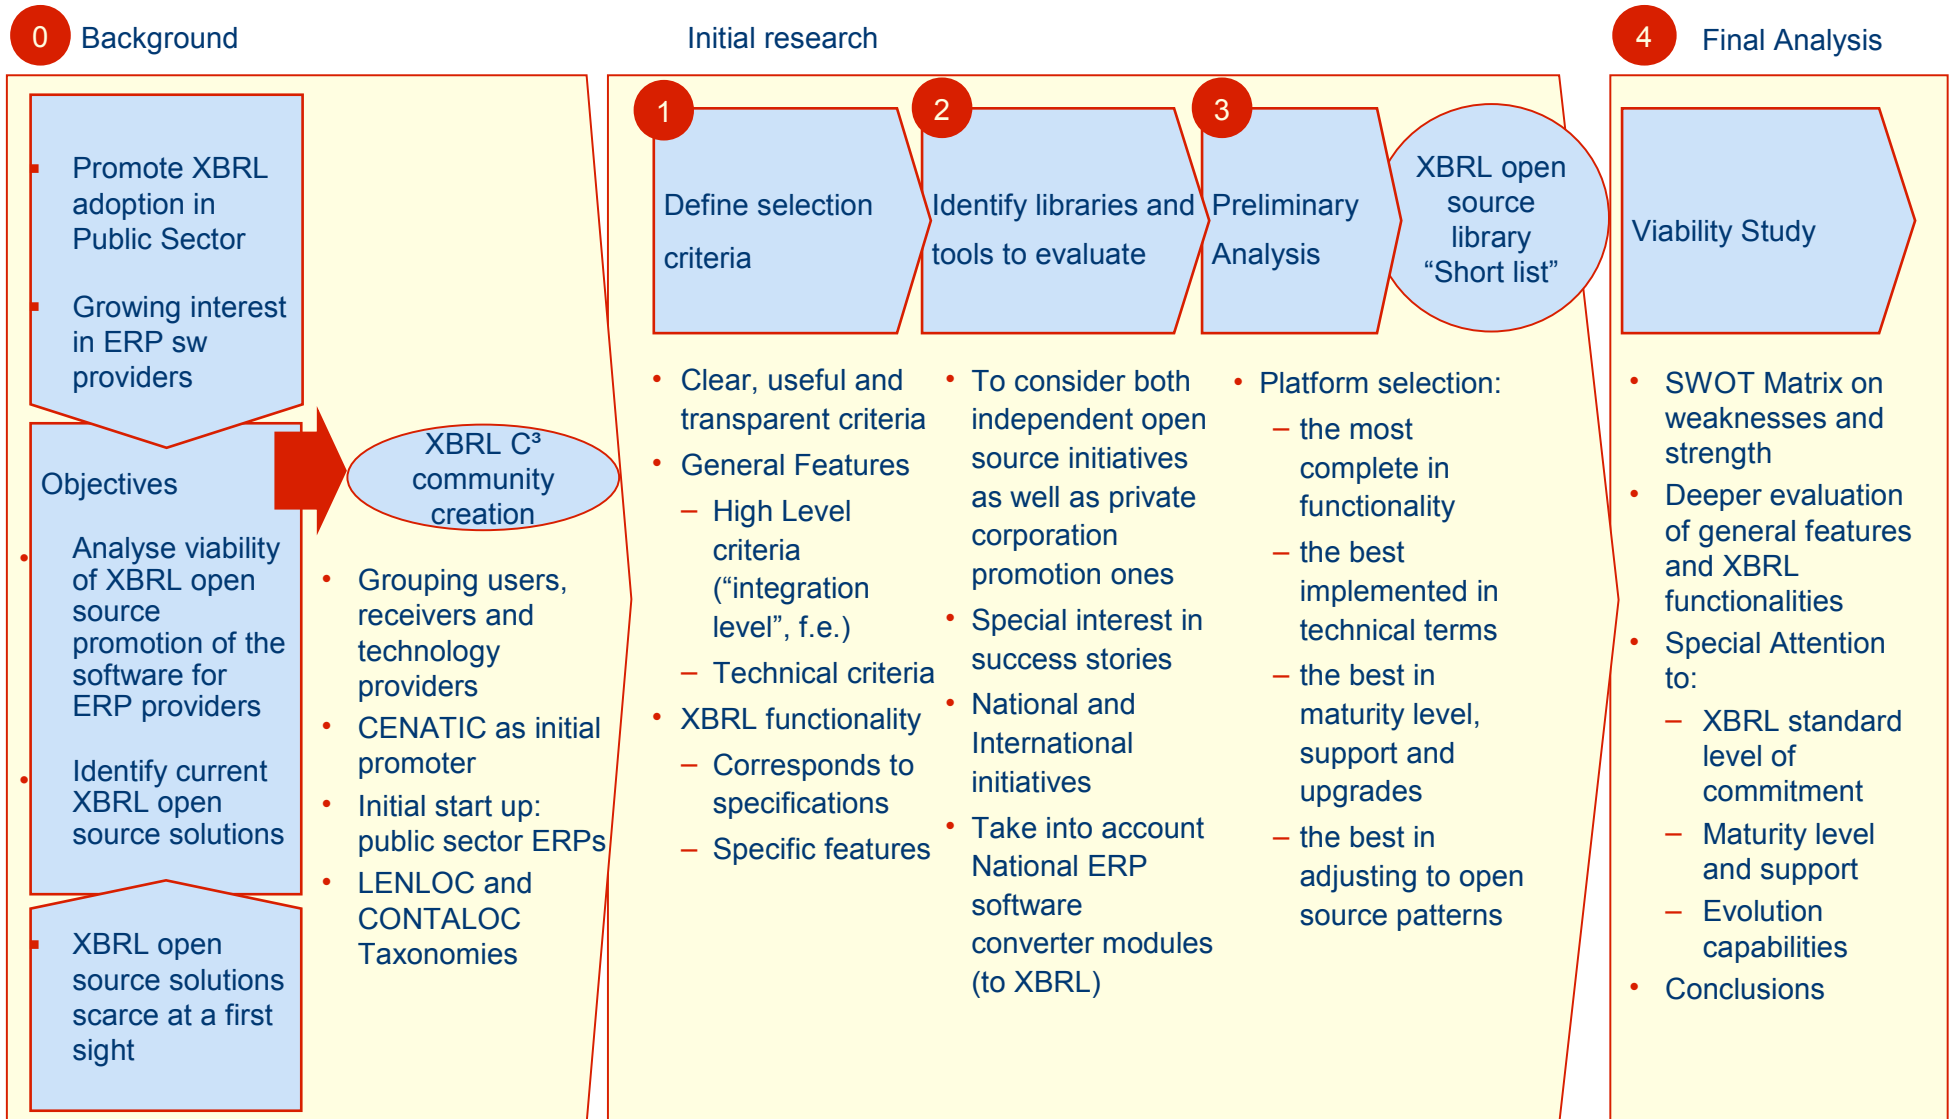 0
Background
Promote XBRL
adoption in
Public Sector
Growing interest
in ERP sw
providers
Objectives
Analyse viability
of XBRL open
source
promotion of the
software for
ERP providers
Identify current
XBRL open
source solutions
XBRL open
source solutions
scarce at a first
sight
XBRL C³
community
creation
• Grouping users,
receivers and
technology
providers
• CENATIC as initial
promoter
• Initial start up:
public sector ERPs
• LENLOC and
CONTALOC
Taxonomies
Initial research
1
Define selection
criteria
• Clear, useful and
transparent criteria
• General Features
– High Level
criteria
(“integration
level”, f.e.)
– Technical criteria
• XBRL functionality
– Corresponds to
specifications
– Specific features
2
Identify libraries and
tools to evaluate
• To consider both
independent open
source initiatives
as well as private
corporation
promotion ones
• Special interest in
success stories
• National and
International
initiatives
• Take into account
National ERP
software
converter modules
(to XBRL)
3
Preliminary
Analysis
• Platform selection:
– the most
complete in
functionality
– the best
implemented in
technical terms
– the best in
maturity level,
support and
upgrades
– the best in
adjusting to open
source patterns
XBRL open
source
library
“Short list”
4
Final Analysis
Viability Study
• SWOT Matrix on
weaknesses and
strength
• Deeper evaluation
of general features
and XBRL
functionalities
• Special Attention
to:
– XBRL standard
level of
commitment
– Maturity level
and support
– Evolution
capabilities
• Conclusions